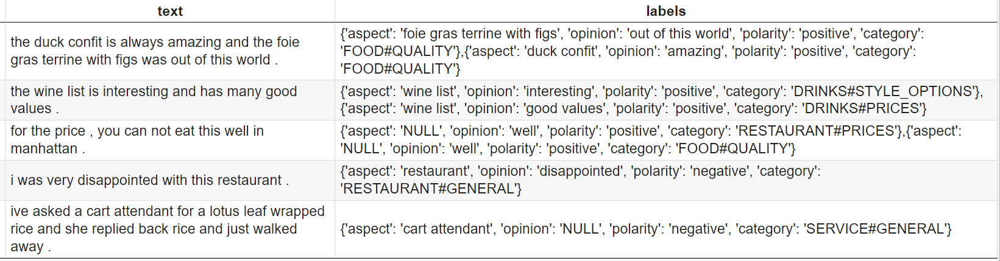 text
labels
the duck confit is always amazing and the foie
gras terrine with figs was out of this world .
{'aspect': 'foie gras terrine with figs', 'opinion': 'out of this world', 'polarity': 'positive', 'category':
'FOOD#QUALITY'},{'aspect': 'duck confit', 'opinion': 'amazing', 'polarity': 'positive', 'category':
'FOOD#QUALITY'}
the wine list is interesting and has many good
values .
{'aspect': 'wine list', 'opinion': 'interesting', 'polarity': 'positive', 'category': 'DRINKS#STYLE_OPTIONS'},
{'aspect': 'wine list', 'opinion': 'good values', 'polarity': 'positive', 'category': 'DRINKS#PRICES'}
for the price , you can not eat this well in
manhattan .
{'aspect': 'NULL', 'opinion': 'well', 'polarity': 'positive', 'category': 'RESTAURANT#PRICES'},{'aspect':
'NULL', 'opinion': 'well', 'polarity': 'positive', 'category': 'FOOD#QUALITY'}
i was very disappointed with this restaurant .
{'aspect': 'restaurant', 'opinion': 'disappointed', 'polarity': 'negative', 'category':
'RESTAURANT#GENERAL'}
ive asked a cart attendant for a lotus leaf wrapped
rice and she replied back rice and just walked
away .
{'aspect': 'cart attendant', 'opinion': 'NULL', 'polarity': 'negative', 'category': 'SERVICE#GENERAL'}